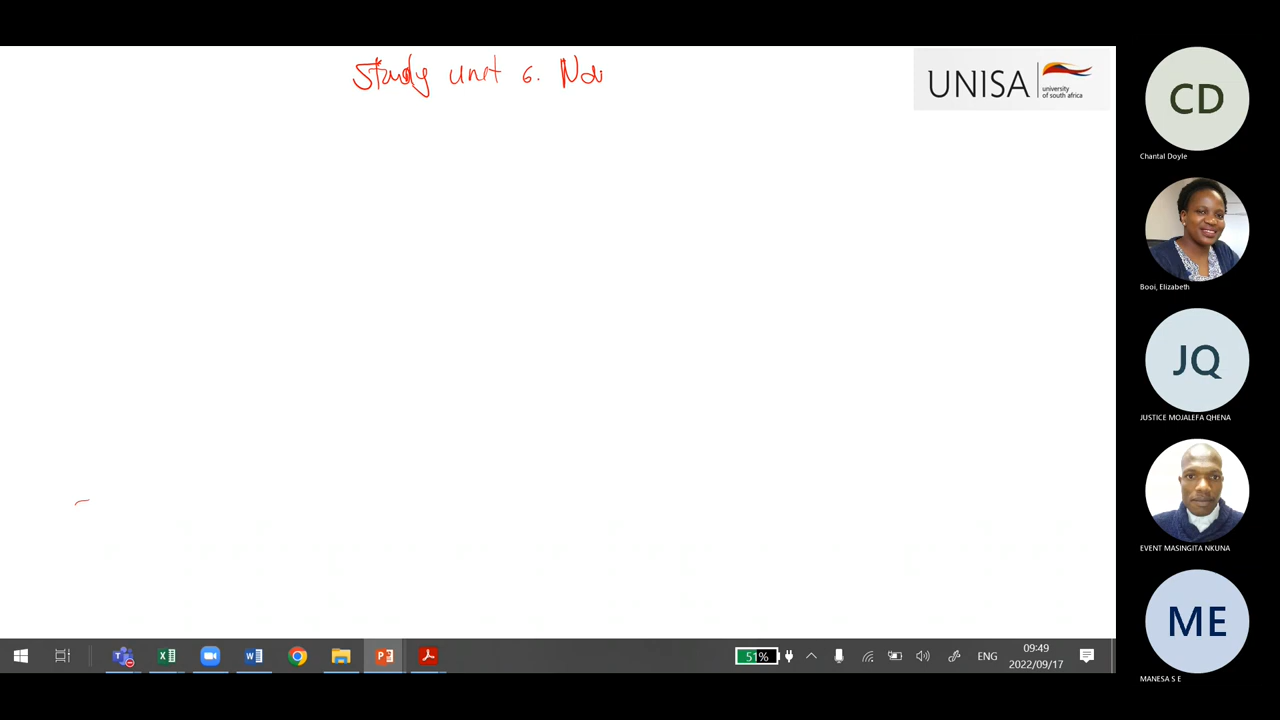 Study unit 6. No
UNISA
university
of south africa
CD
Chantal Doyle
Booi, Elizabeth
JQ
JUSTICE MOJALEFA QHENA
EVENT MASINGITA NKUNA
ME
MANESA S E
51%
ENG
09:49
2022/09/17